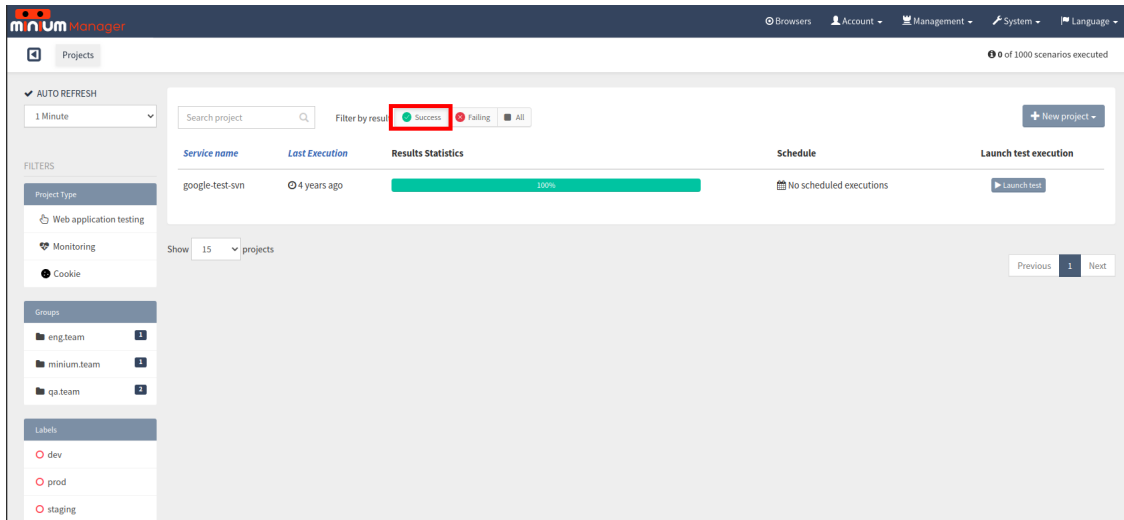 minium Manager
Browsers Account Management System Language
Projects
0 of 1000 scenarios executed
AUTO REFRESH
1 Minute
FILTERS
Project Type
Web application testing
Monitoring
Cookie
Groups
eng.team 1
minium.team 1
qa.team 2
Labels
dev
prod
staging
Search project
Filter by result Success Failing All
New project
Service name Last Execution Results Statistics Schedule Launch test execution
google-test-svn 4 years ago 100% No scheduled executions Launch test
Show 15 projects
Previous 1 Next